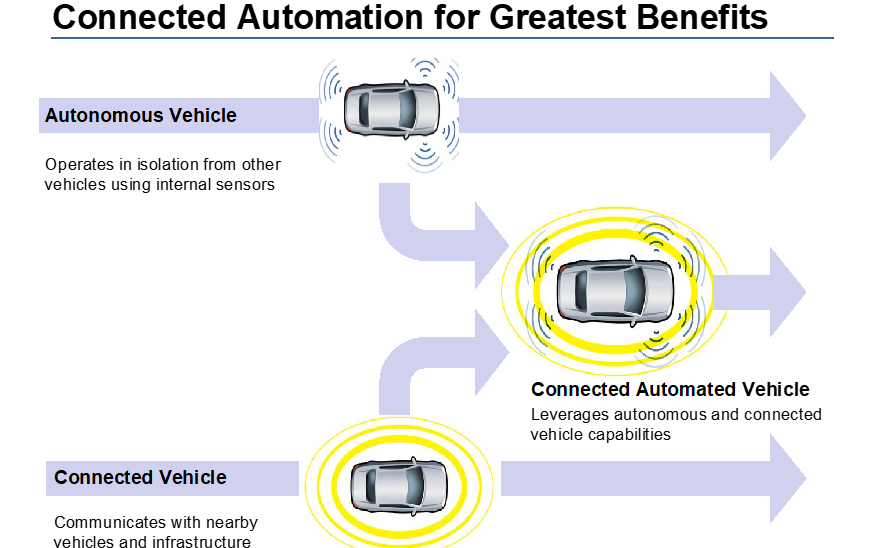 Connected Automation for Greatest Benefits
Autonomous Vehicle
Operates in isolation from other
vehicles using internal sensors
Connected Automated Vehicle
Leverages autonomous and connected
vehicle capabilities
Connected Vehicle
Communicates with nearby
vehicles and infrastructure